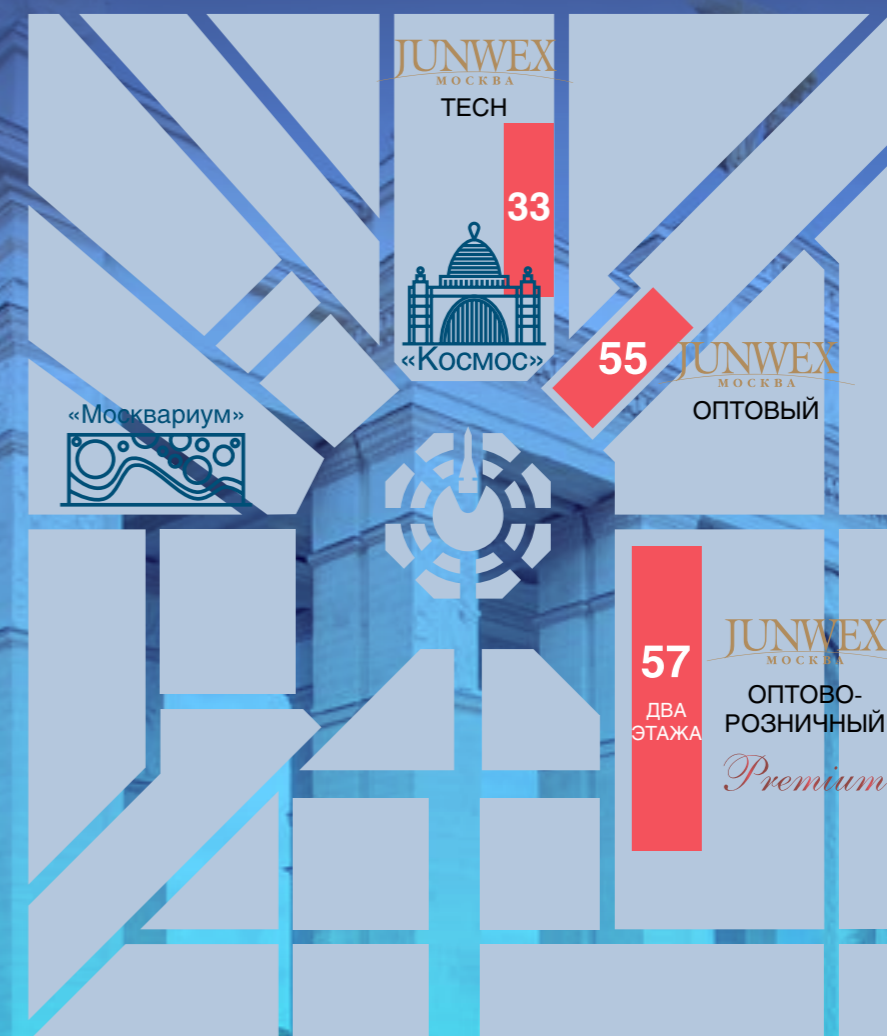 JUNWEX
МОСКВА
TECH
33
«Космос»
55
JUNWEX
МОСКВА
ОПТОВЫЙ
«Москвариум»
57
ДВА
ЭТАЖА
JUNWEX
МОСКВА
ОПТОВО-
РОЗНИЧНЫЙ
Premium